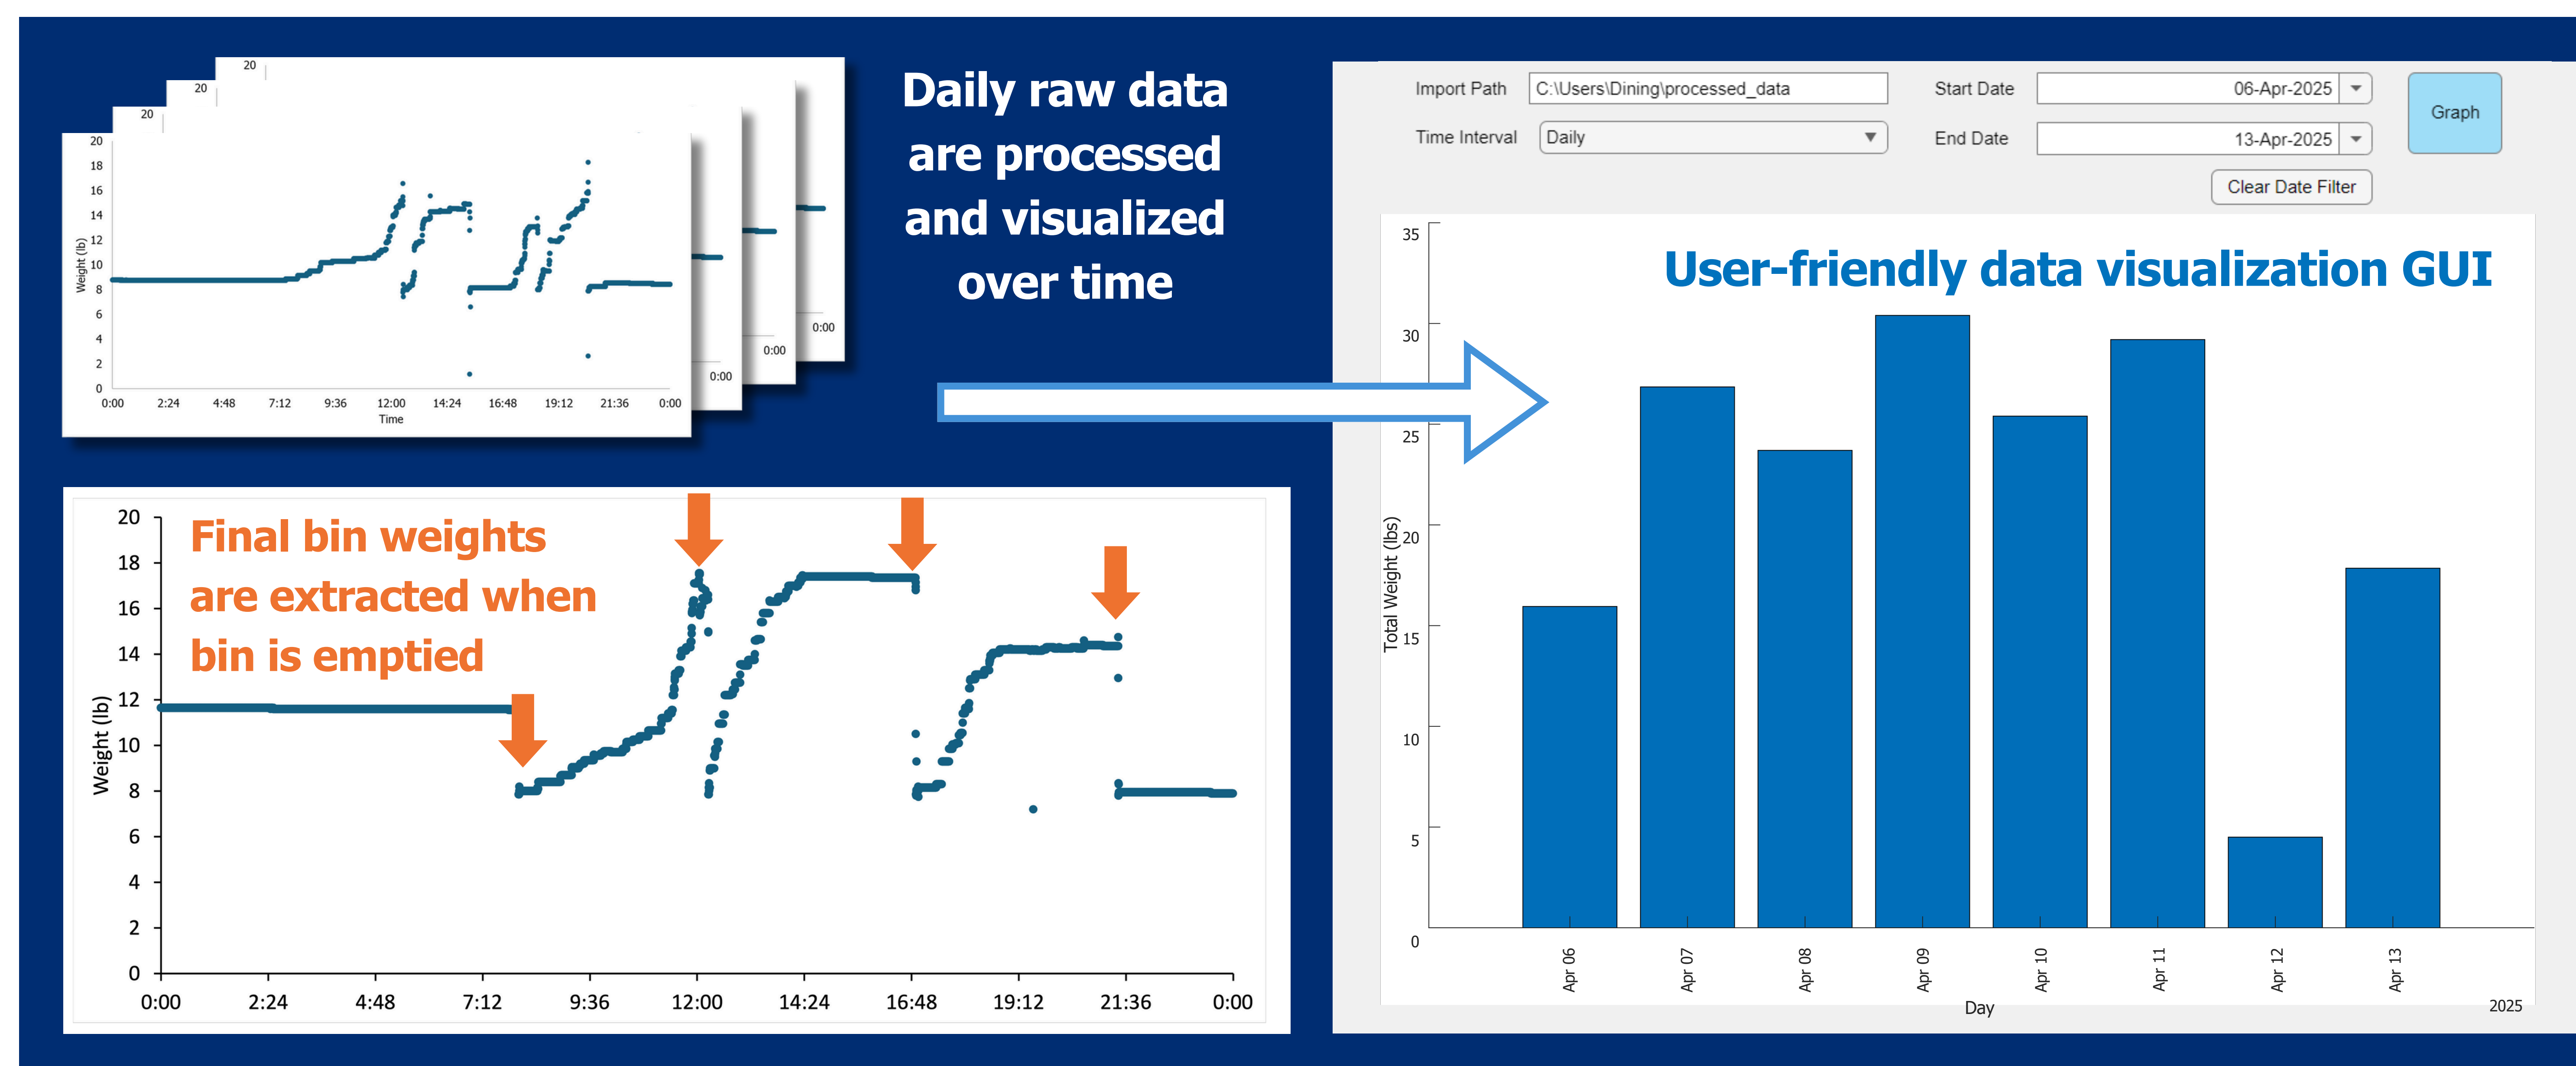 20
20
20
20
18
16
14
12
10
8
6
4
2
0
Weight (lb)
0:00 2:24 4:48 7:12 9:36 12:00 14:24 16:48 19:12 21:36 0:00
Time
0:00
0:00
0:00
Daily raw data
are processed
and visualized
over time
Final bin weights
are extracted when
bin is emptied
20
18
16
14
12
10
8
6
4
2
0
Weight (lb)
0:00 2:24 4:48 7:12 9:36 12:00 14:24 16:48 19:12 21:36 0:00
Import Path C:\Users\Dining\processed_data Start Date 06-Apr-2025
Graph
Time Interval Daily End Date 13-Apr-2025
Clear Date Filter
User-friendly data visualization GUI
35
30
25
20
15
10
5
0
Total Weight (lbs)
Apr 06 Apr 07 Apr 08 Apr 09 Apr 10 Apr 11 Apr 12 Apr 13
Day
2025